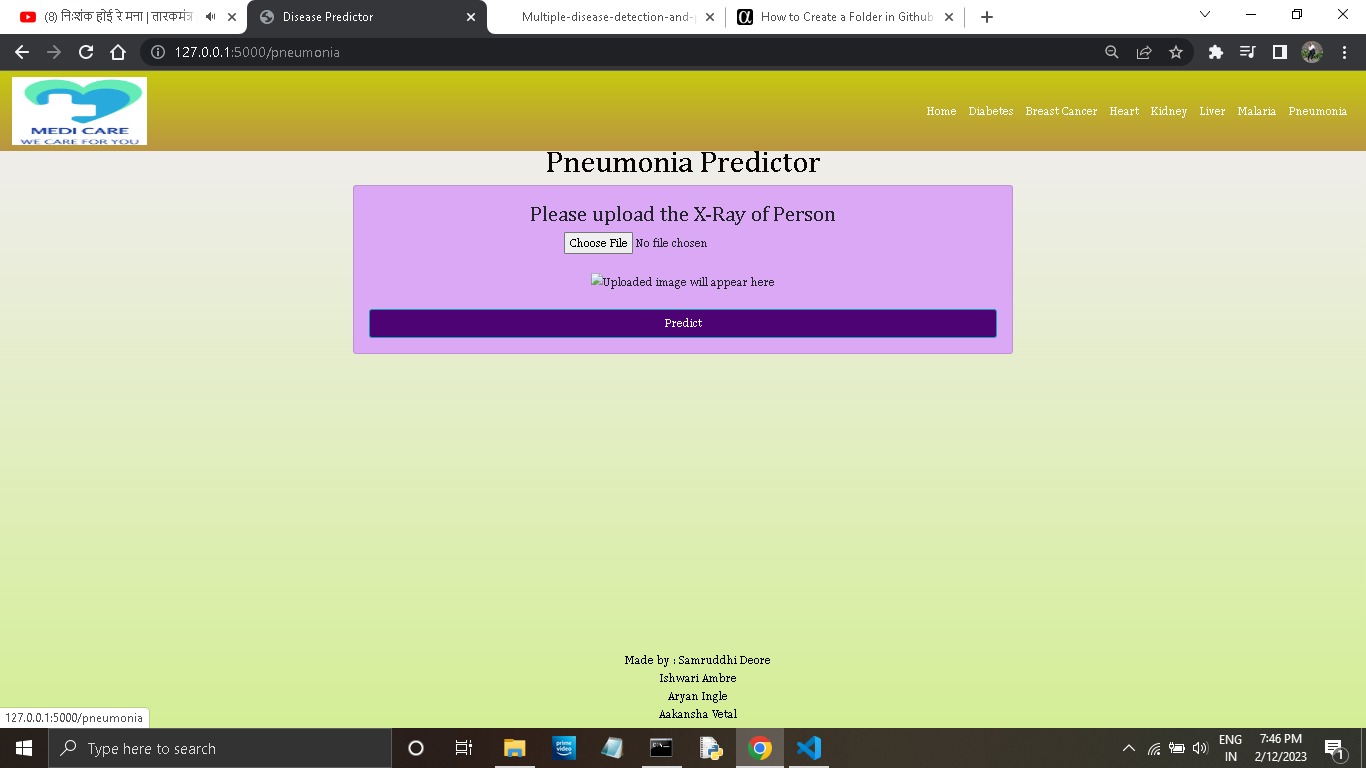 (8) निःशंक होई रे मना | तारकमंत्र
Disease Predictor
Multiple-disease-detection-and-
How to Create a Folder in Github
127.0.0.1:5000/pneumonia
MEDI CARE
WE CARE FOR YOU
Home Diabetes Breast Cancer Heart Kidney Liver Malaria Pneumonia
Pneumonia Predictor
Please upload the X-Ray of Person
Choose File No file chosen
Uploaded image will appear here
Predict
Made by : Samruddhi Deore
Ishwari Ambre
Aryan Ingle
Aakansha Vetal
127.0.0.1:5000/pneumonia
Type here to search
prime video
ENG
IN
7:46 PM
2/12/2023
1